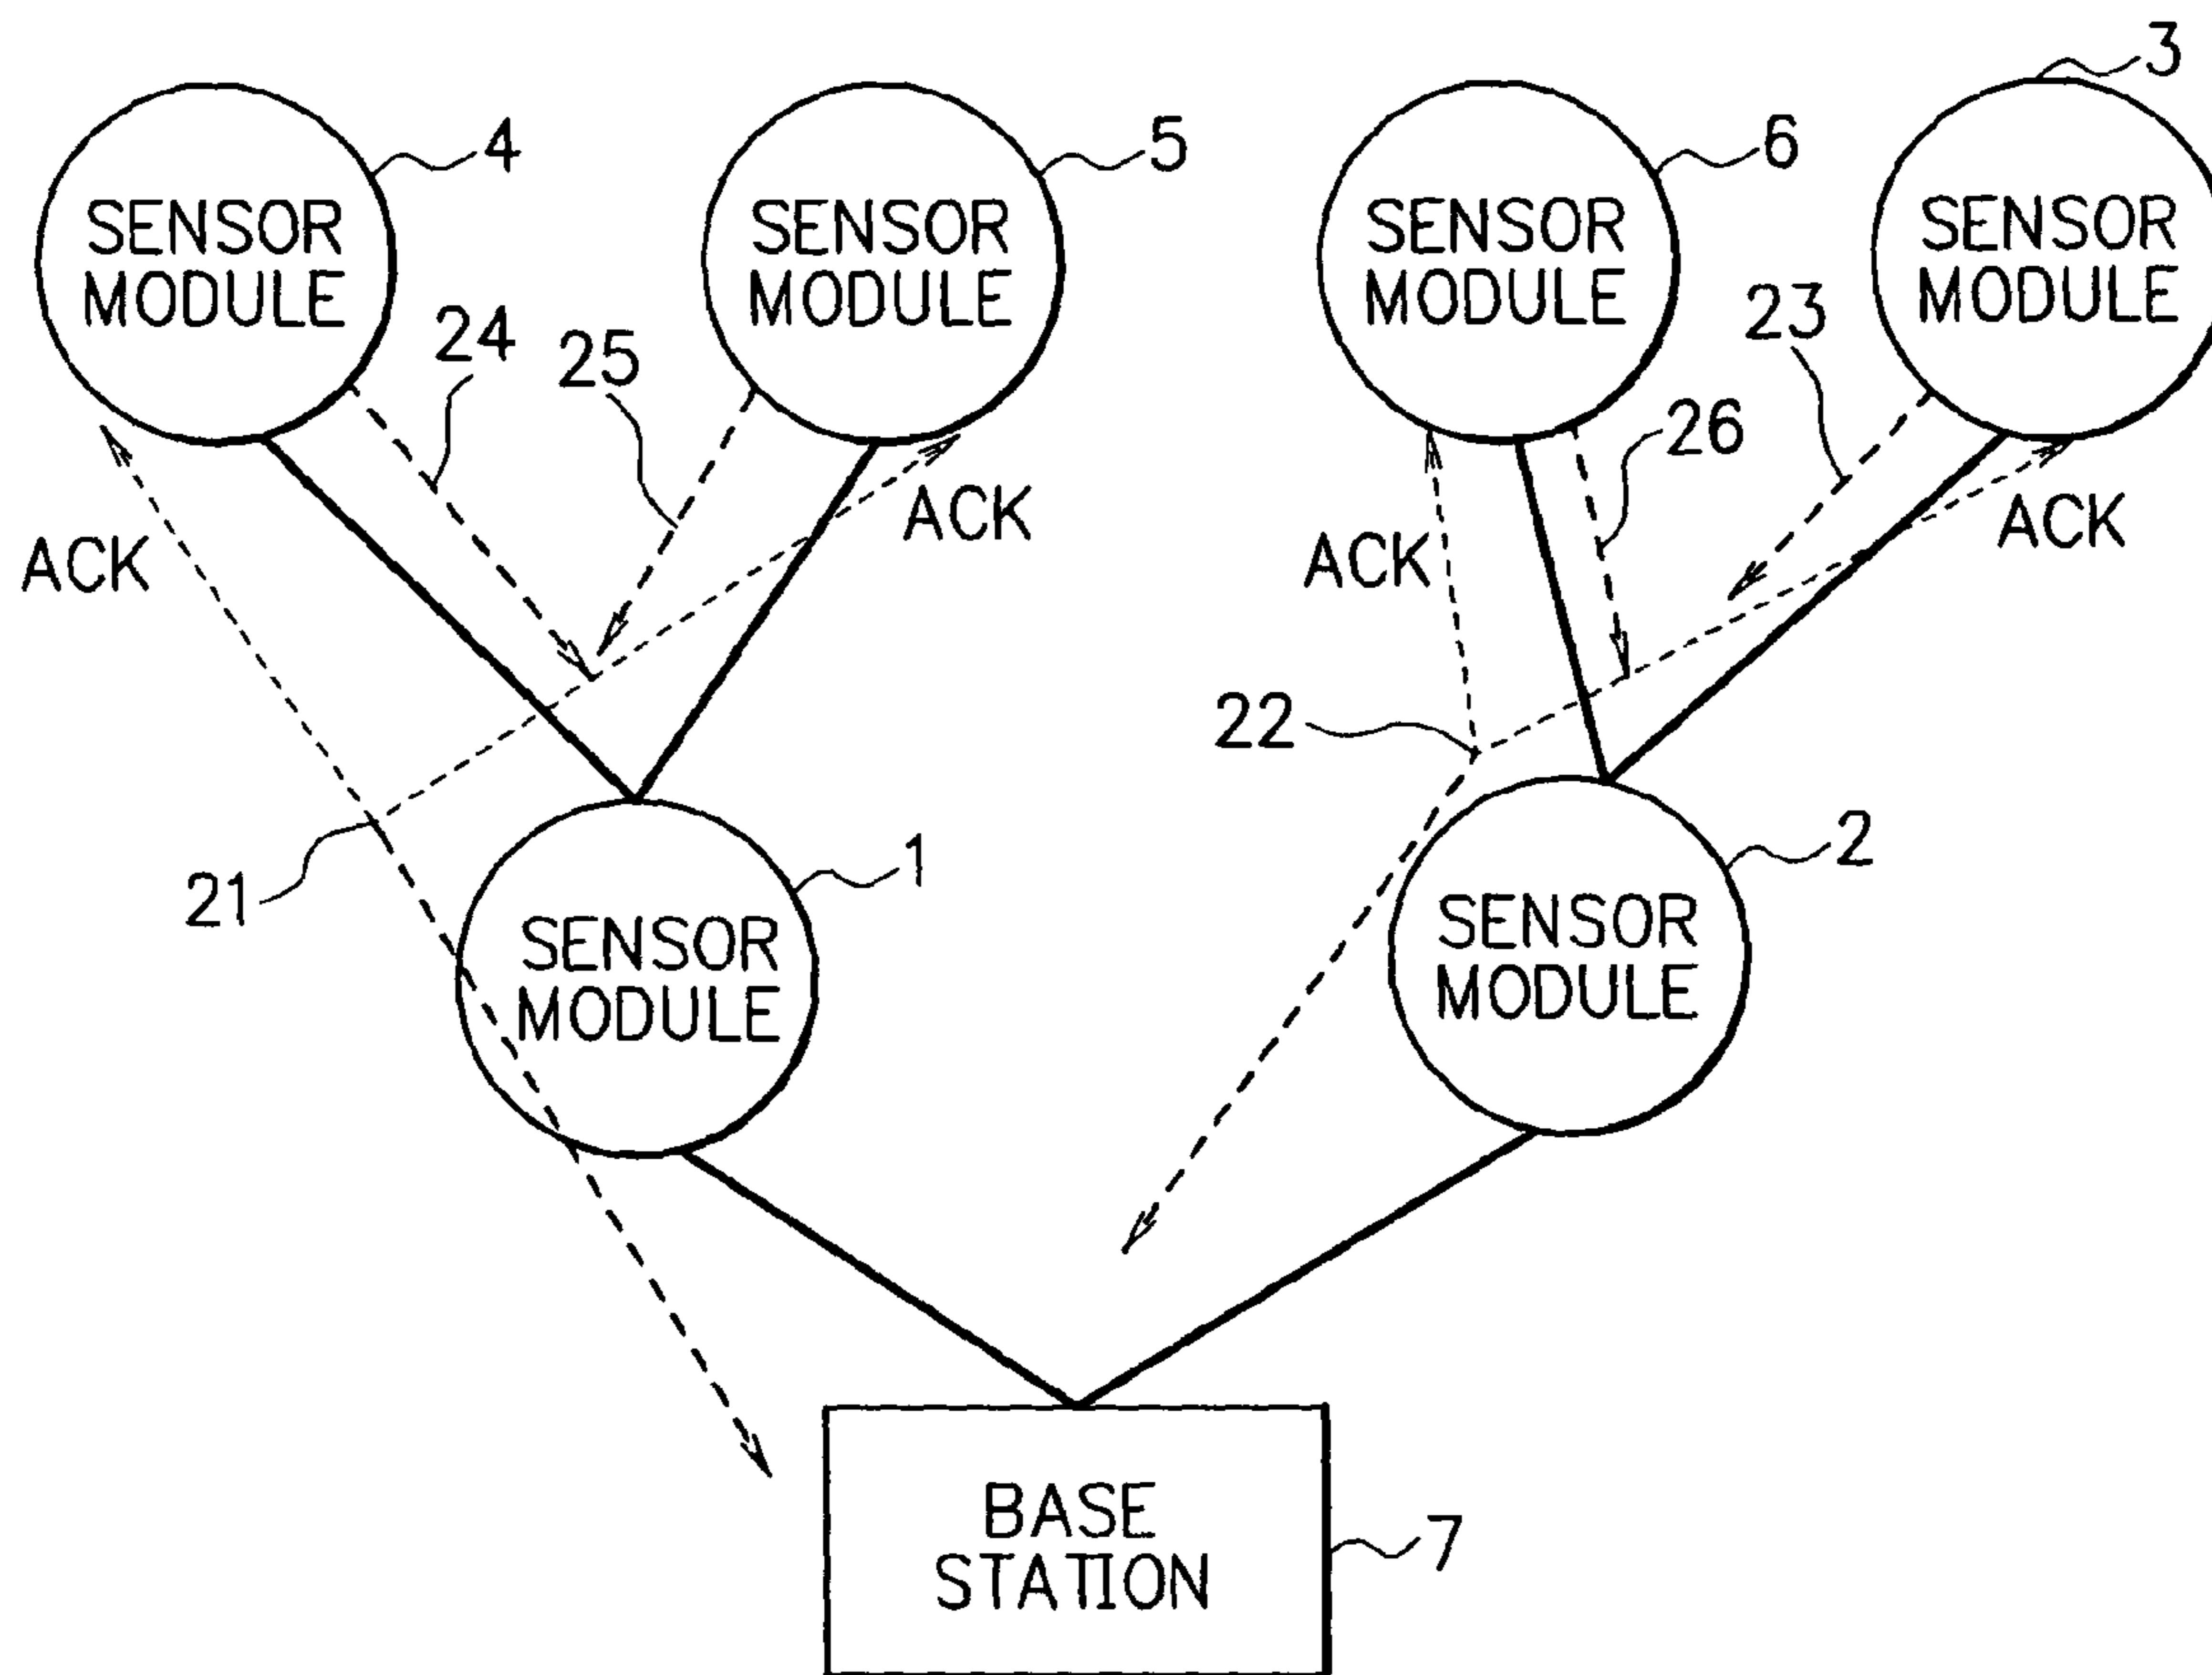 3
4
5
6
SENSOR
MODULE
SENSOR
MODULE
SENSOR
MODULE
SENSOR
MODULE
24
25
23
26
ACK
ACK
ACK
ACK
22
21
1
2
SENSOR
MODULE
SENSOR
MODULE
BASE
STATION
7